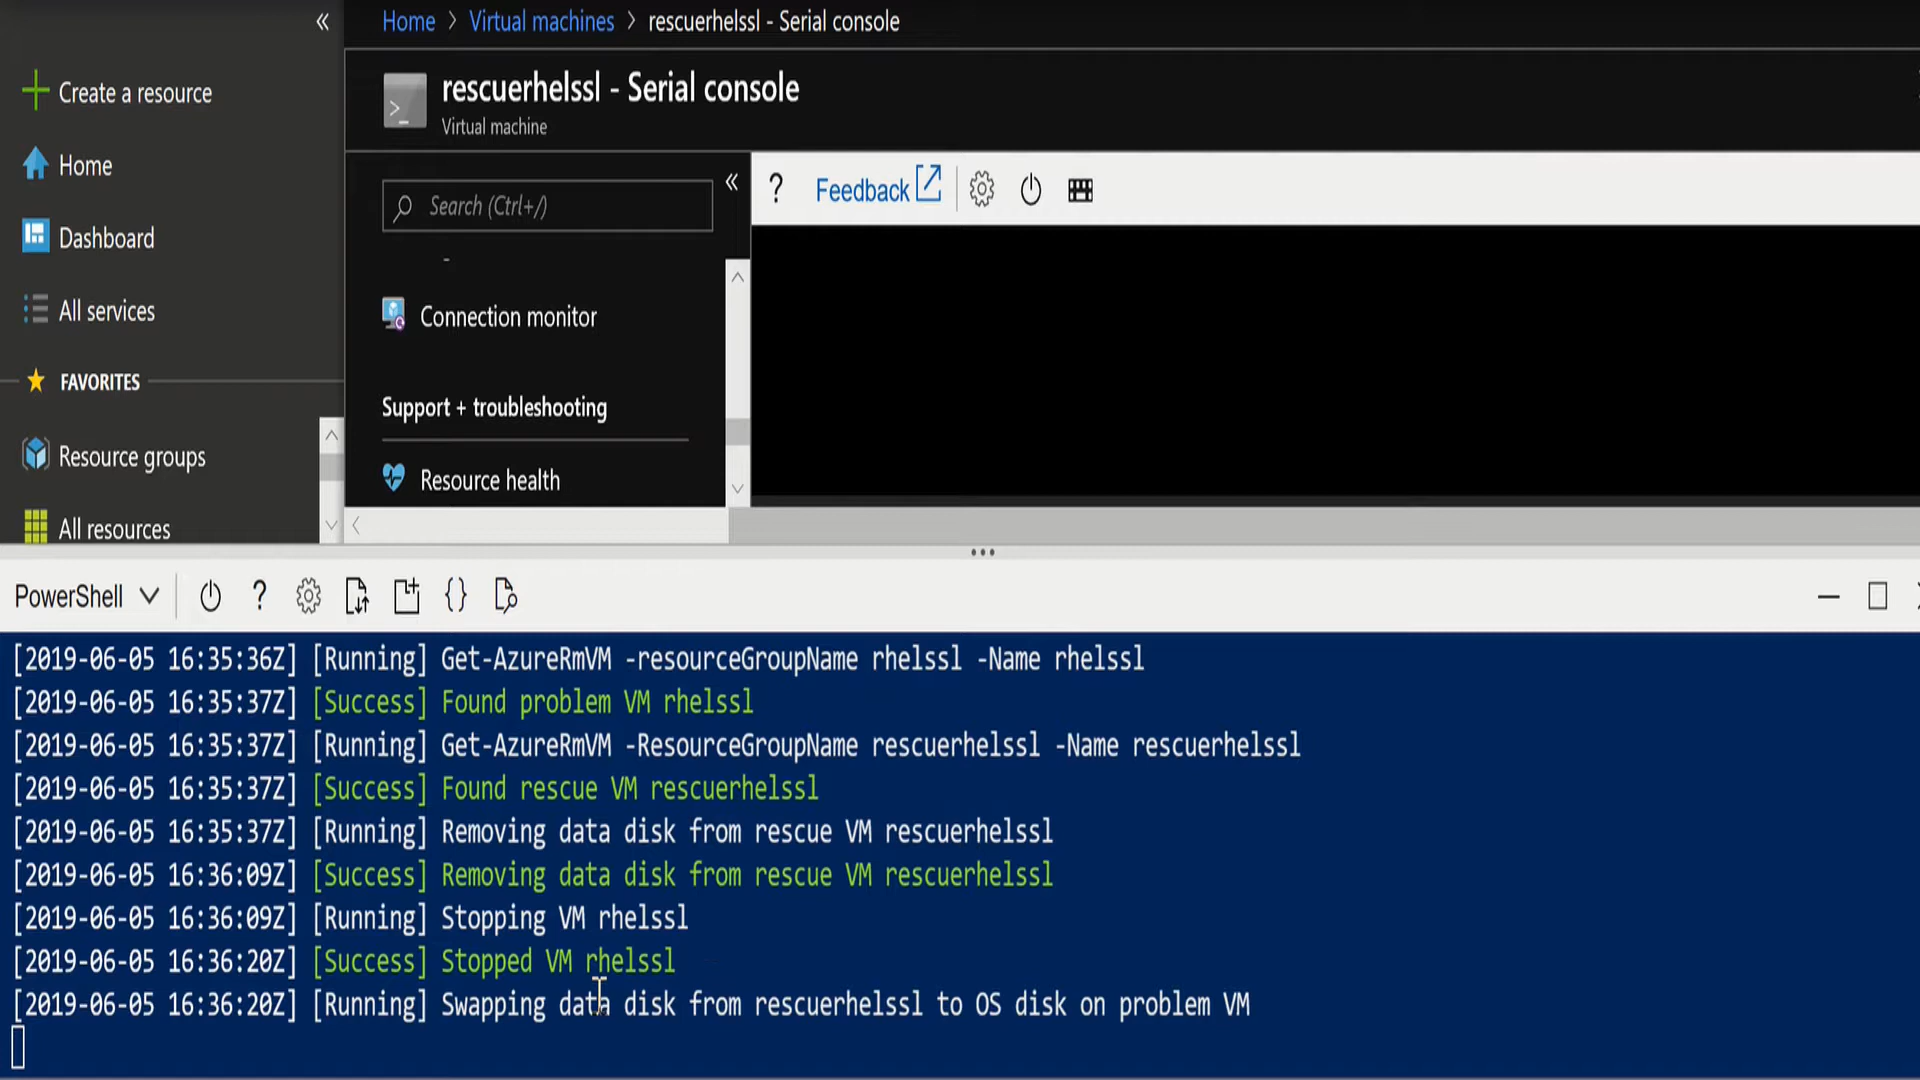 Home > Virtual machines > rescuerhelssl - Serial console
Create a resource
Home
Dashboard
All services
FAVORITES
Resource groups
All resources
rescuerhelssl - Serial console
Virtual machine
Search (Ctrl+/)
Connection monitor
Support + troubleshooting
Resource health
? Feedback
PowerShell
? {}
[2019-06-05 16:35:36Z] [Running] Get-AzureRmVM -resourceGroupName rhelssl -Name rhelssl
[2019-06-05 16:35:37Z] [Success] Found problem VM rhelssl
[2019-06-05 16:35:37Z] [Running] Get-AzureRmVM -ResourceGroupName rescuerhelssl -Name rescuerhelssl
[2019-06-05 16:35:37Z] [Success] Found rescue VM rescuerhelssl
[2019-06-05 16:35:37Z] [Running] Removing data disk from rescue VM rescuerhelssl
[2019-06-05 16:36:09Z] [Success] Removing data disk from rescue VM rescuerhelssl
[2019-06-05 16:36:09Z] [Running] Stopping VM rhelssl
[2019-06-05 16:36:20Z] [Success] Stopped VM rhelssl
[2019-06-05 16:36:20Z] [Running] Swapping data disk from rescuerhelssl to OS disk on problem VM